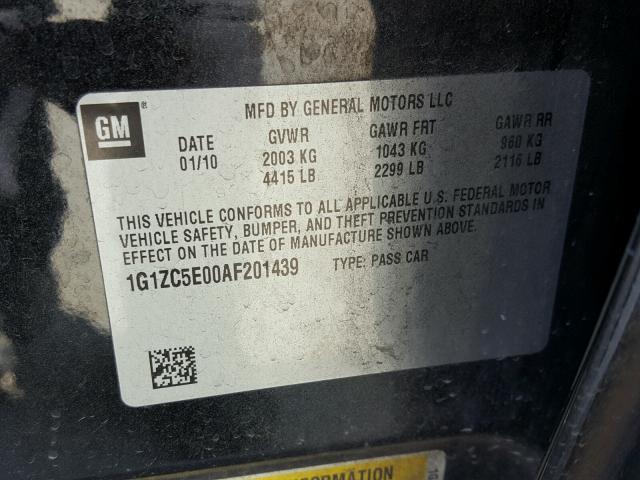 GM
®
MFD BY GENERAL MOTORS LLC
DATE GVWR GAWR FRT GAWR RR
01/10 2003 KG 1043 KG 960 KG
4415 LB 2299 LB 2116 LB
THIS VEHICLE CONFORMS TO ALL APPLICABLE U.S. FEDERAL MOTOR
VEHICLE SAFETY, BUMPER, AND THEFT PREVENTION STANDARDS IN
EFFECT ON THE DATE OF MANUFACTURE SHOWN ABOVE.
1G1ZC5E00AF201439 TYPE: PASS CAR